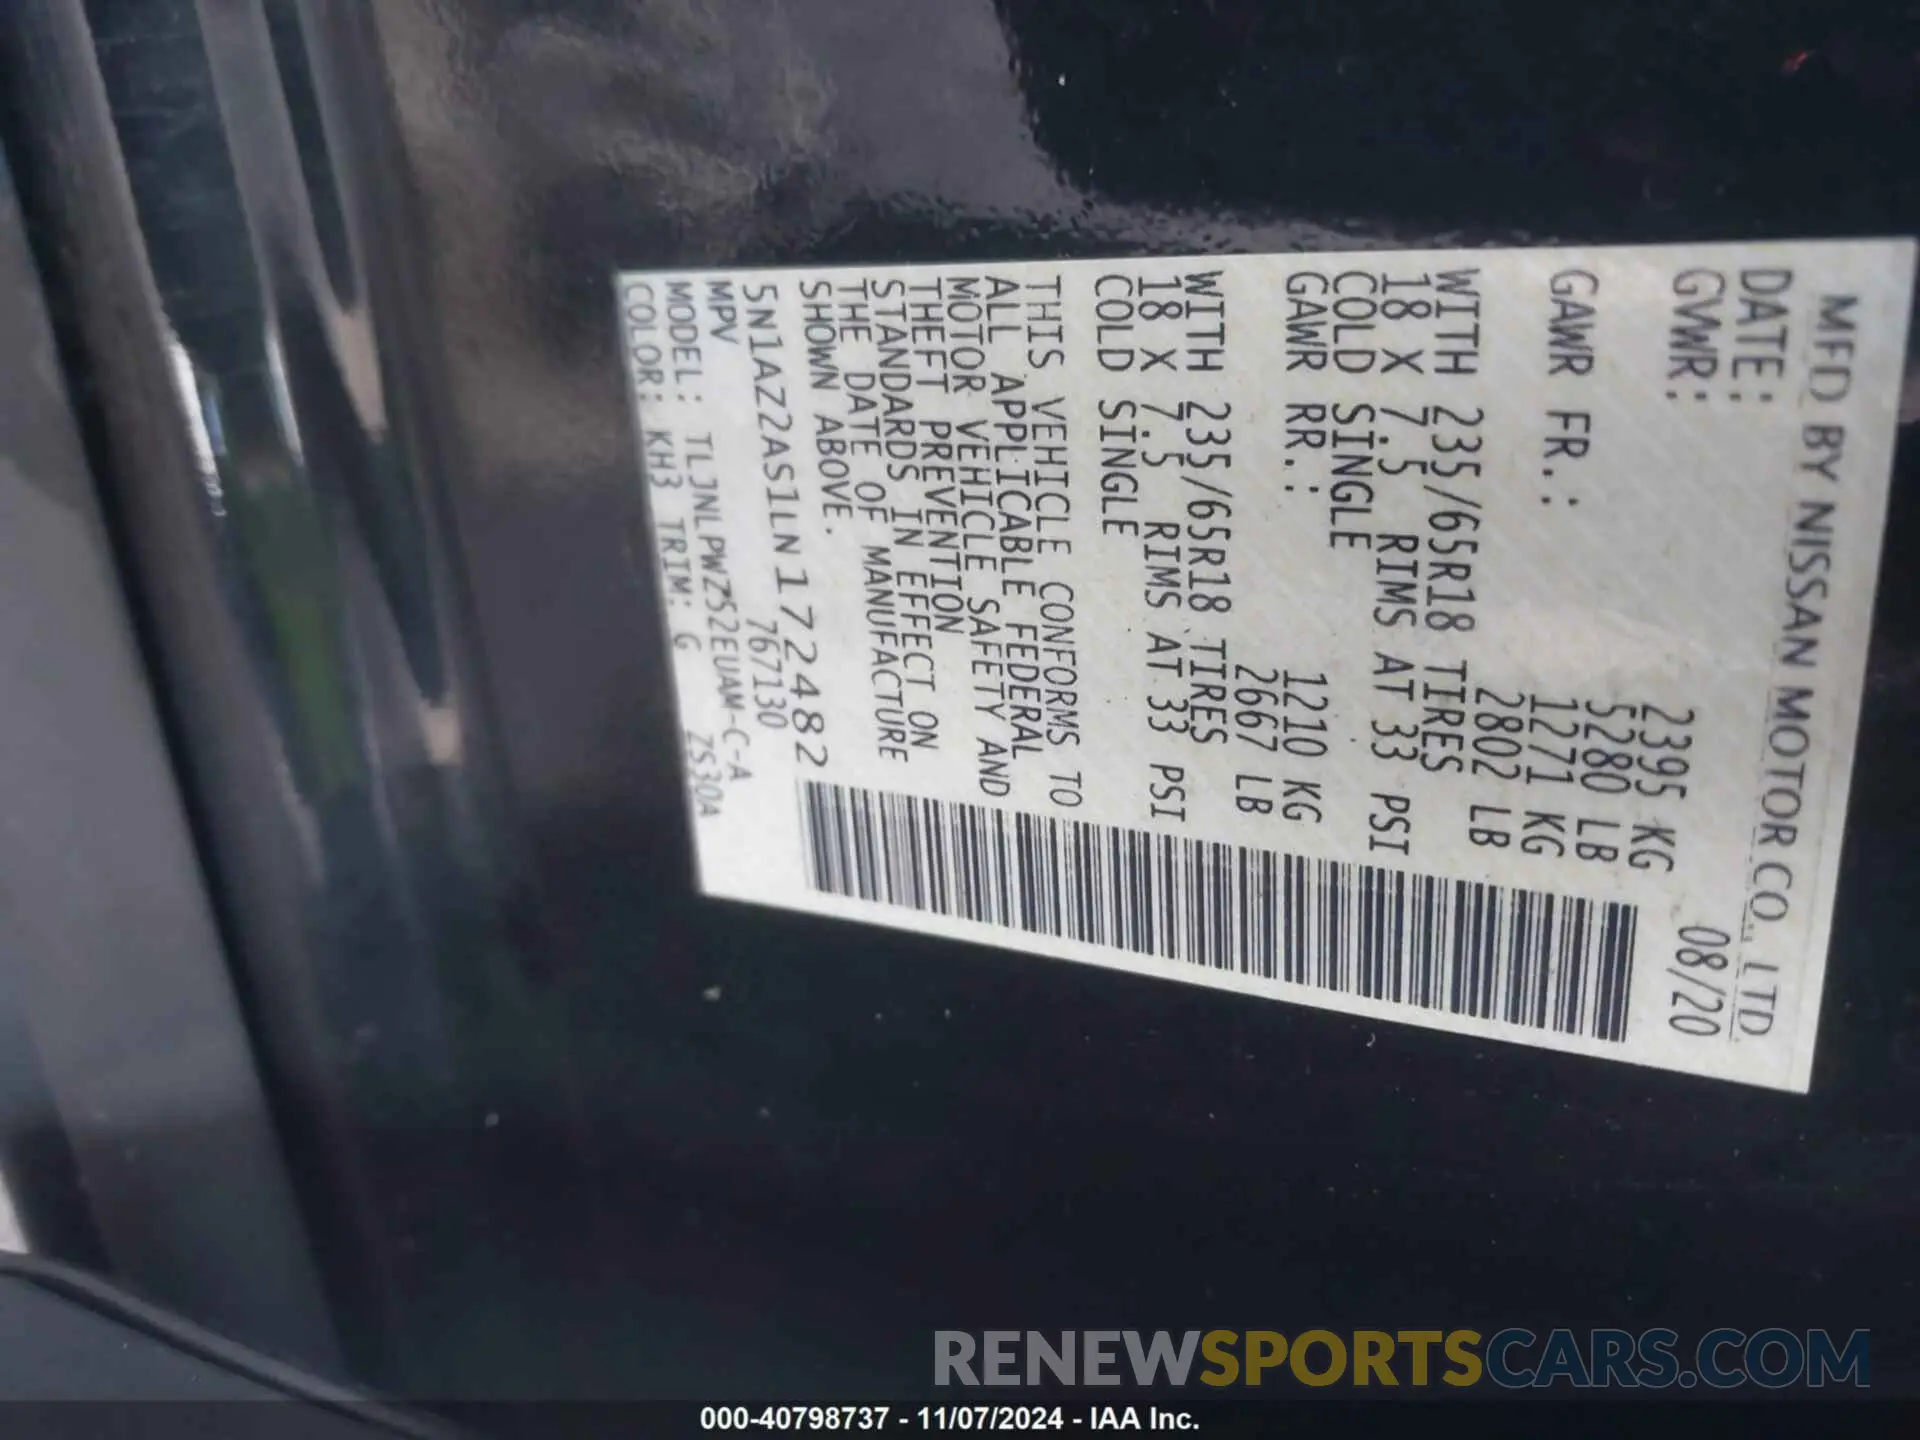 MFD BY NISSAN MOTOR CO., LTD.
DATE: 08/20
GVWR: 2395 KG
5280 LB
GAWR FR.: 1271 KG
2802 LB
WITH 235/65R18 TIRES
18 X 7.5 RIMS AT 33 PSI
COLD SINGLE
GAWR RR.: 1210 KG
2667 LB
WITH 235/65R18 TIRES
18 X 7.5 RIMS AT 33 PSI
COLD SINGLE
THIS VEHICLE CONFORMS TO
ALL APPLICABLE FEDERAL
MOTOR VEHICLE SAFETY AND
THEFT PREVENTION
STANDARDS IN EFFECT ON
THE DATE OF MANUFACTURE
SHOWN ABOVE.
5N1AZ2AS1LN172482
MPV 767130
MODEL: TLJNLPWZ52EUAM-C-A
COLOR: KH3 TRIM: G ZS30A
RENEWSPORTSCARS.COM
000-40798737 - 11/07/2024 - IAA Inc.